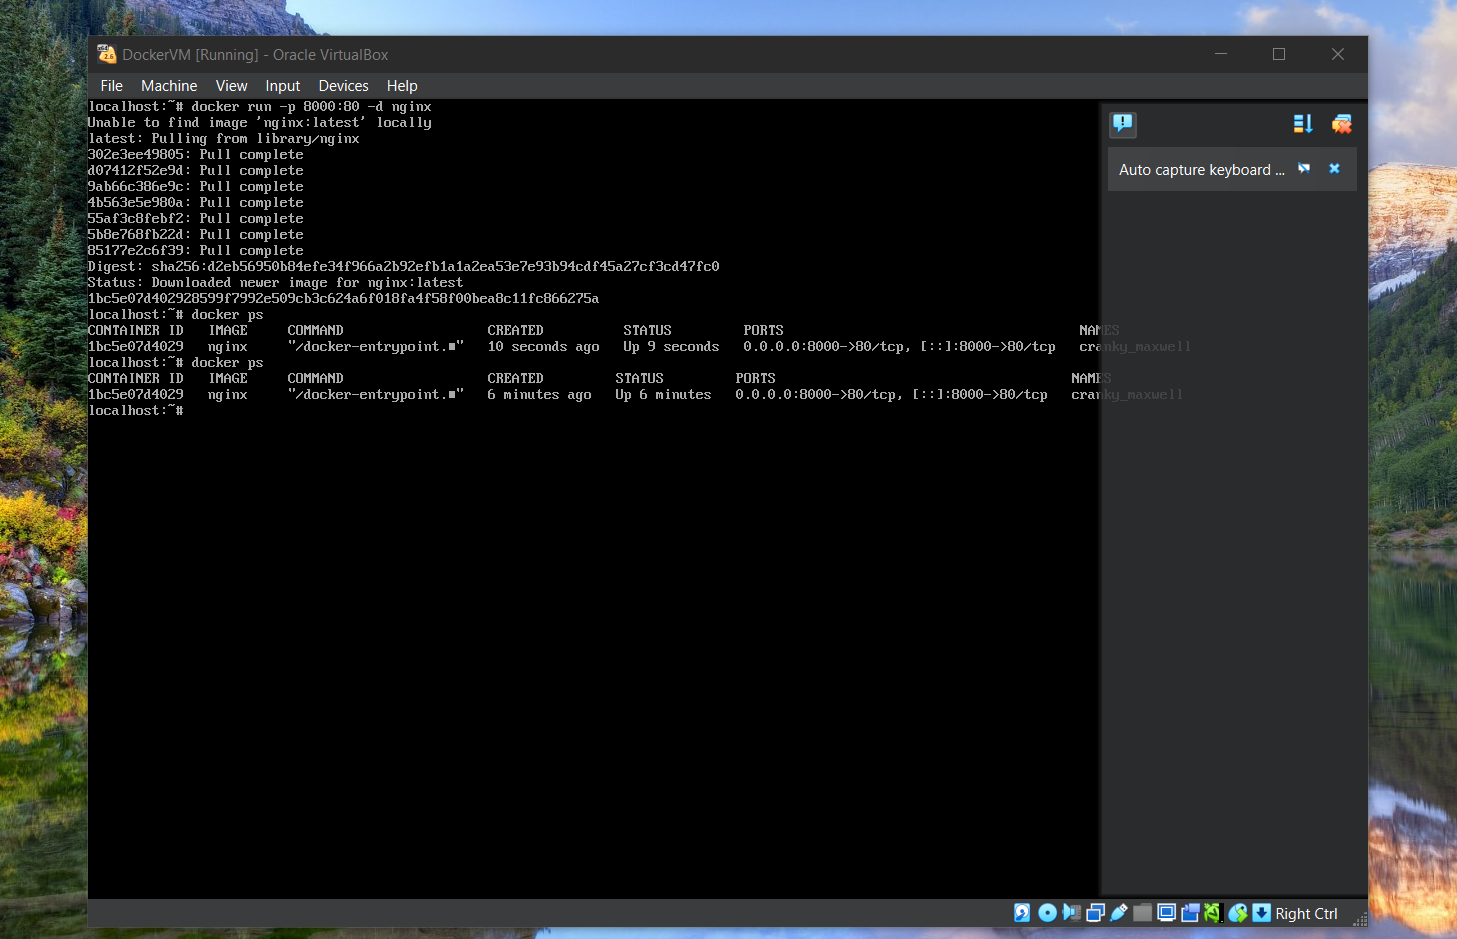 DockerVM [Running] - Oracle VirtualBox
File Machine View Input Devices Help
localhost:~# docker run -p 8000:80 -d nginx
Unable to find image 'nginx:latest' locally
latest: Pulling from library/nginx
302e3ee49805: Pull complete
d07412f52e9d: Pull complete
9ab66c386e9c: Pull complete
4b563e5e980a: Pull complete
55af3c8febf2: Pull complete
5b8e768fb22d: Pull complete
85177e2c6f39: Pull complete
Digest: sha256:d2eb56950b84efe34f966a2b92efb1a1a2ea53e7e93b94cdf45a27cf3cd47fc0
Status: Downloaded newer image for nginx:latest
1bc5e07d402928599f7992e509cb3c624a6f018fa4f58f00bea8c11fc866275a
localhost:~# docker ps
CONTAINER ID IMAGE COMMAND CREATED STATUS PORTS NAMES
1bc5e07d4029 nginx "/docker-entrypoint.■" 10 seconds ago Up 9 seconds 0.0.0.0:8000->80/tcp, [::]:8000->80/tcp cranky_maxwell
localhost:~# docker ps
CONTAINER ID IMAGE COMMAND CREATED STATUS PORTS NAMES
1bc5e07d4029 nginx "/docker-entrypoint.■" 6 minutes ago Up 6 minutes 0.0.0.0:8000->80/tcp, [::]:8000->80/tcp cranky_maxwell
localhost:~#
Auto capture keyboard ...
Right Ctrl